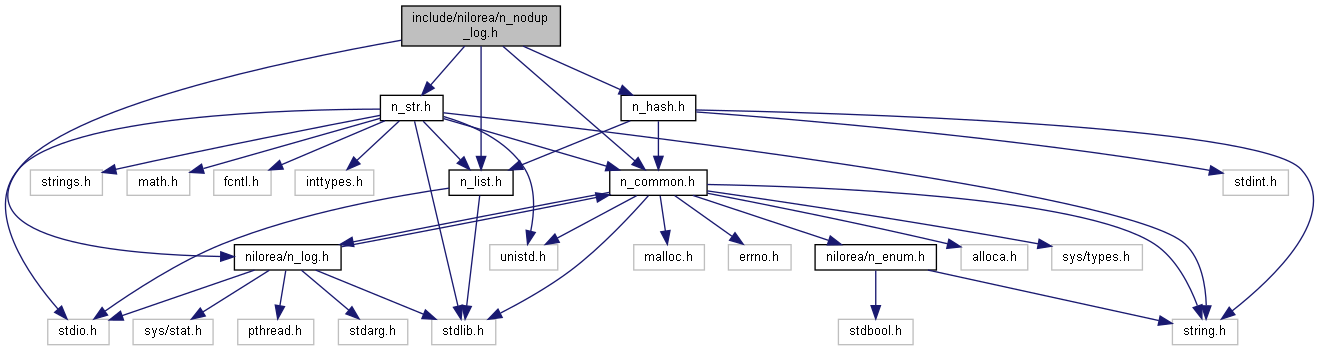 include/nilorea/n_nodup
_log.h
n_str.h
n_hash.h
strings.h
math.h
fcntl.h
inttypes.h
n_list.h
n_common.h
stdint.h
nilorea/n_log.h
unistd.h
malloc.h
errno.h
nilorea/n_enum.h
alloca.h
sys/types.h
stdio.h
sys/stat.h
pthread.h
stdarg.h
stdlib.h
stdbool.h
string.h